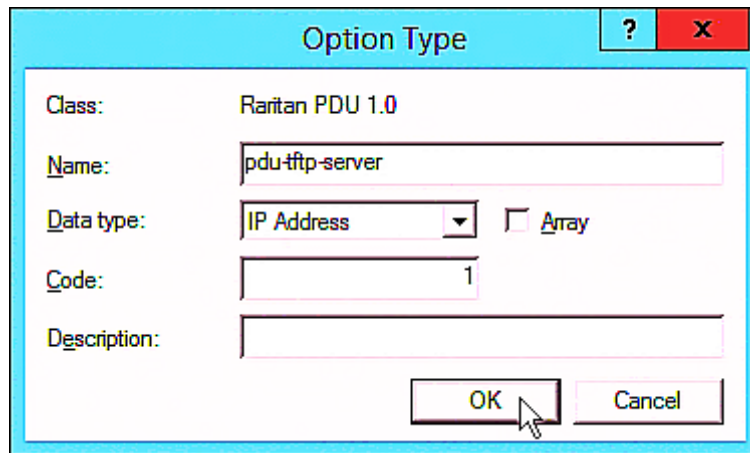 Option Type
? x
Class: Raritan PDU 1.0
Name: pdu-tftp-server
Data type: IP Address Array
Code: 1
Description:
OK Cancel